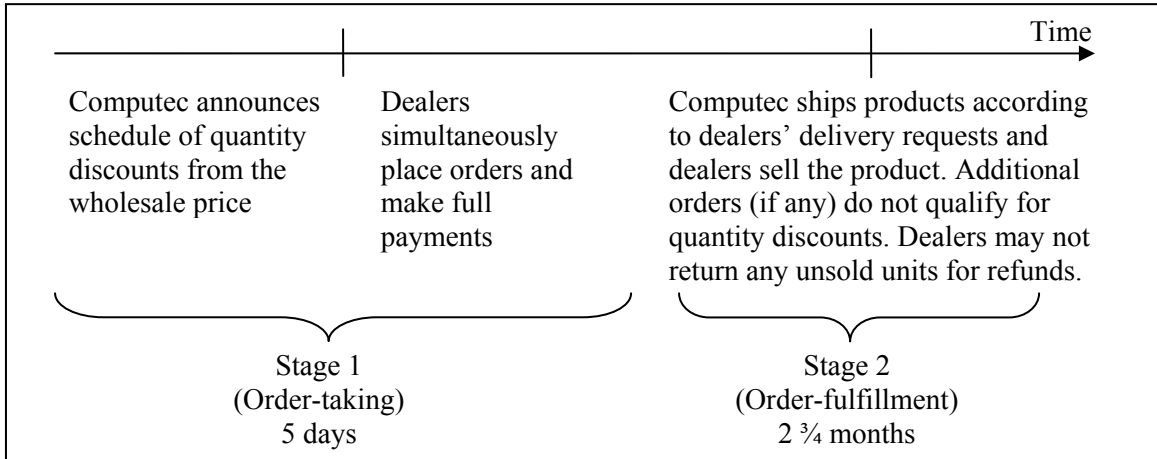 Time
Computec announces
schedule of quantity
discounts from the
wholesale price
Dealers
simultaneously
place orders and
make full
payments
Computec ships products according
to dealers’ delivery requests and
dealers sell the product. Additional
orders (if any) do not qualify for
quantity discounts. Dealers may not
return any unsold units for refunds.
Stage 1
(Order-taking)
5 days
Stage 2
(Order-fulfillment)
2 ¾ months